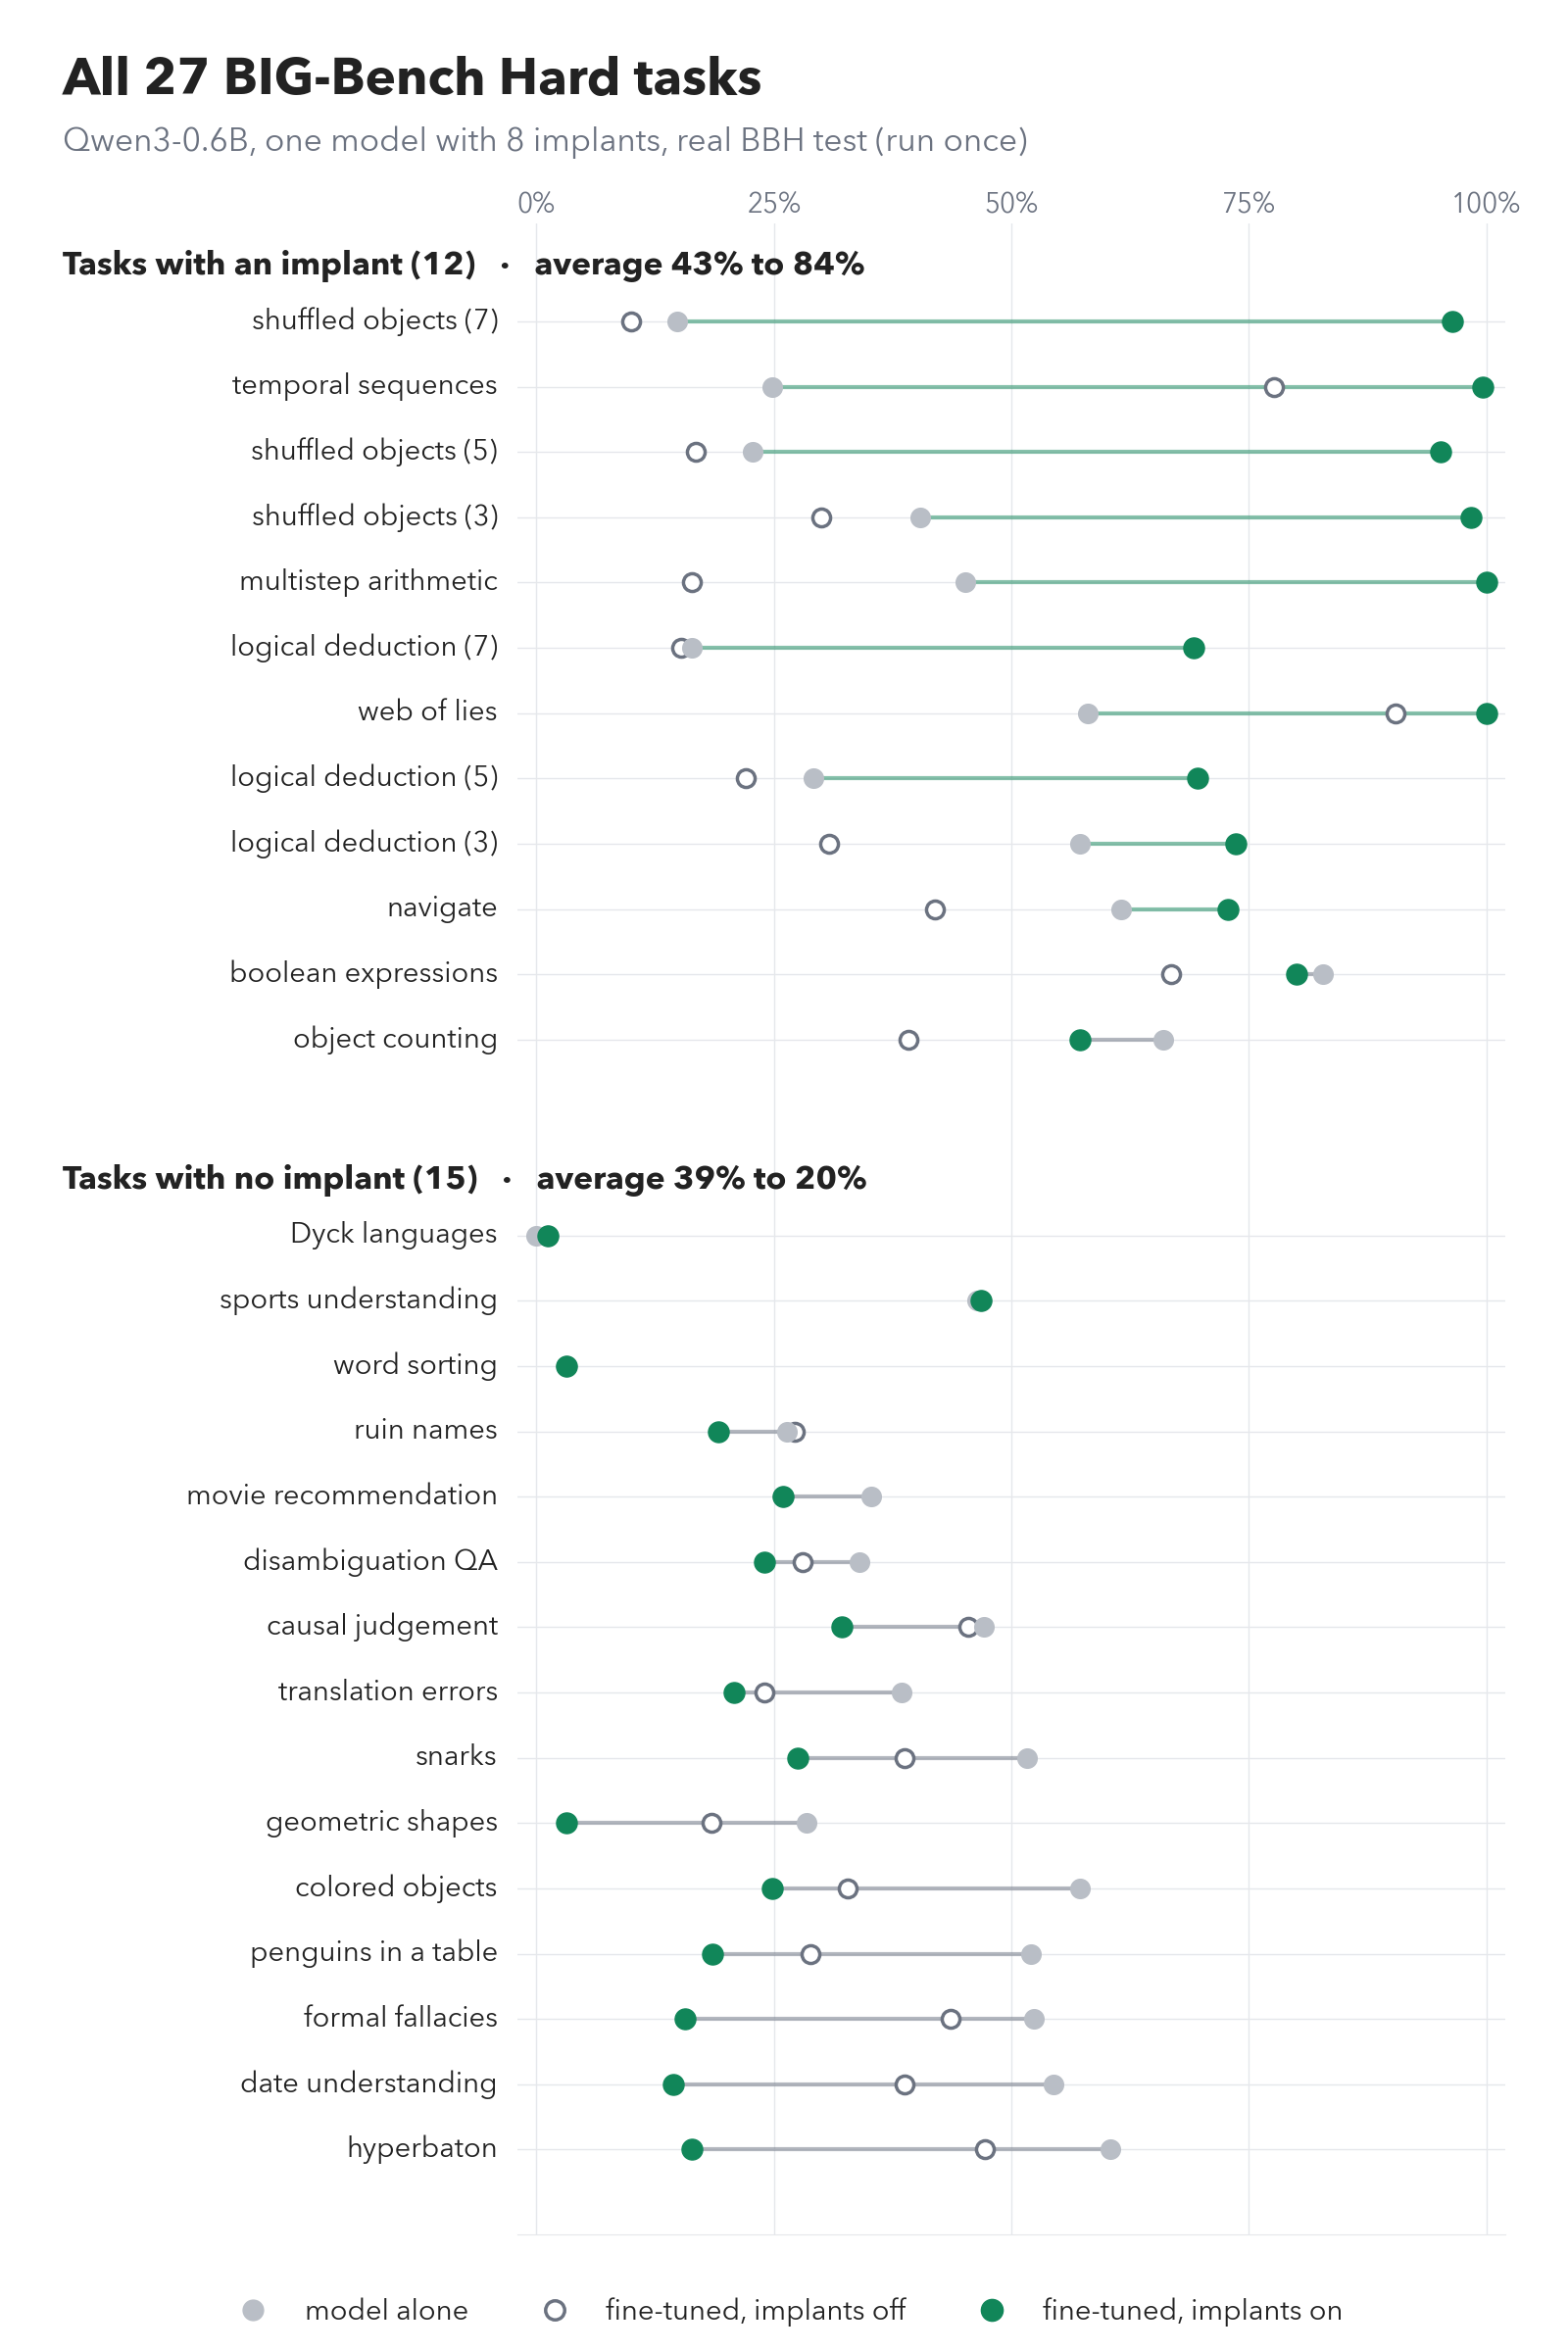 All 27 BIG-Bench Hard tasks
Qwen3-0.6B, one model with 8 implants, real BBH test (run once)
0% 25% 50% 75% 100%
Tasks with an implant (12) · average 43% to 84%
shuffled objects (7)
temporal sequences
shuffled objects (5)
shuffled objects (3)
multistep arithmetic
logical deduction (7)
web of lies
logical deduction (5)
logical deduction (3)
navigate
boolean expressions
object counting
Tasks with no implant (15) · average 39% to 20%
Dyck languages
sports understanding
word sorting
ruin names
movie recommendation
disambiguation QA
causal judgement
translation errors
snarks
geometric shapes
colored objects
penguins in a table
formal fallacies
date understanding
hyperbaton
model alone fine-tuned, implants off fine-tuned, implants on